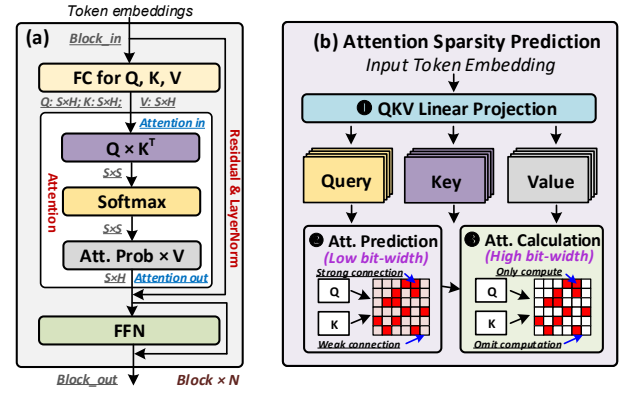 Token embeddings
(a)
Block_in
FC for Q, K, V
Q: S×H; K: S×H; V: S×H
Attention in
Q × K^T
S×S
Softmax
S×S
Att. Prob × V
S×H
Attention out
Attention
Residual & LayerNorm
FFN
Block_out
Block × N
(b) Attention Sparsity Prediction
Input Token Embedding
❶ QKV Linear Projection
Query
Key
Value
❷ Att. Prediction
(Low bit-width)
Strong connection
Q
K
Weak connection
❸ Att. Calculation
(High bit-width)
Only compute
Q
K
Omit computation